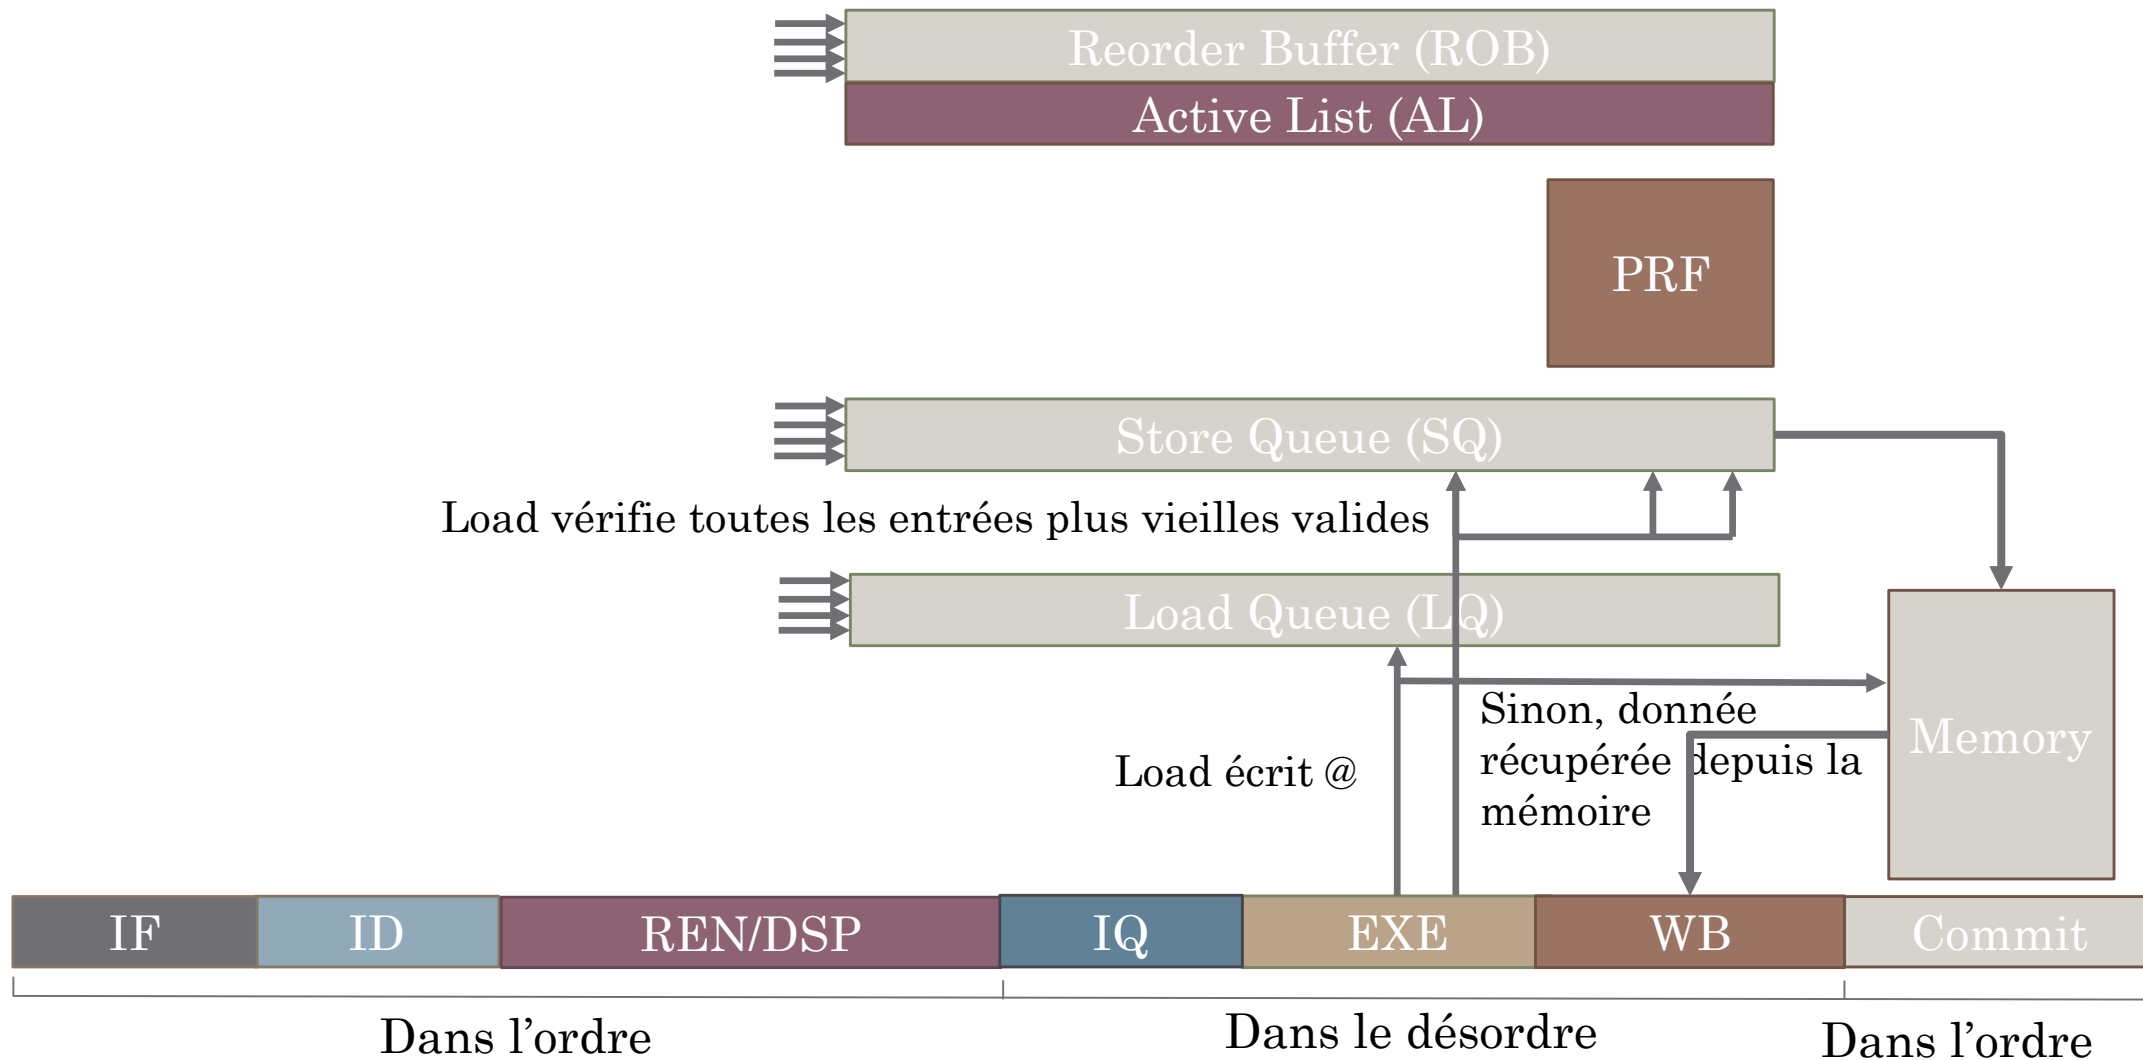 Reorder Buffer (ROB)
Active List (AL)
PRF
Store Queue (SQ)
Load vérifie toutes les entrées plus vieilles valides
Load Queue (LQ)
Sinon, donnée
récupérée depuis la
mémoire
Memory
Load écrit @
IF
ID
REN/DSP
IQ
EXE
WB
Commit
Dans l’ordre
Dans le désordre
Dans l’ordre